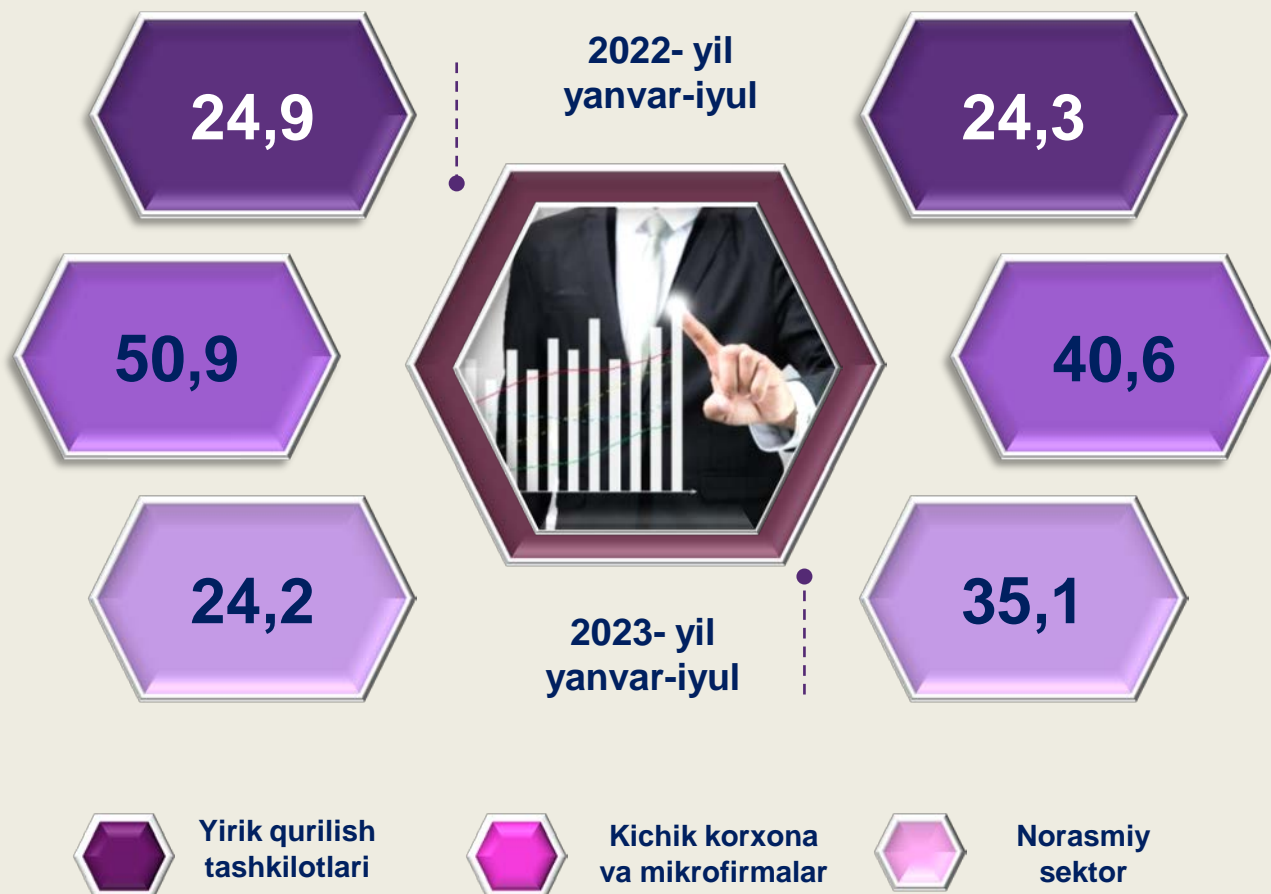 2022- yil
yanvar-iyul
24,9
24,3
50,9
40,6
24,2
35,1
2023- yil
yanvar-iyul
Yirik qurilish
tashkilotlari
Kichik korxona
va mikrofirmalar
Norasmiy
sektor